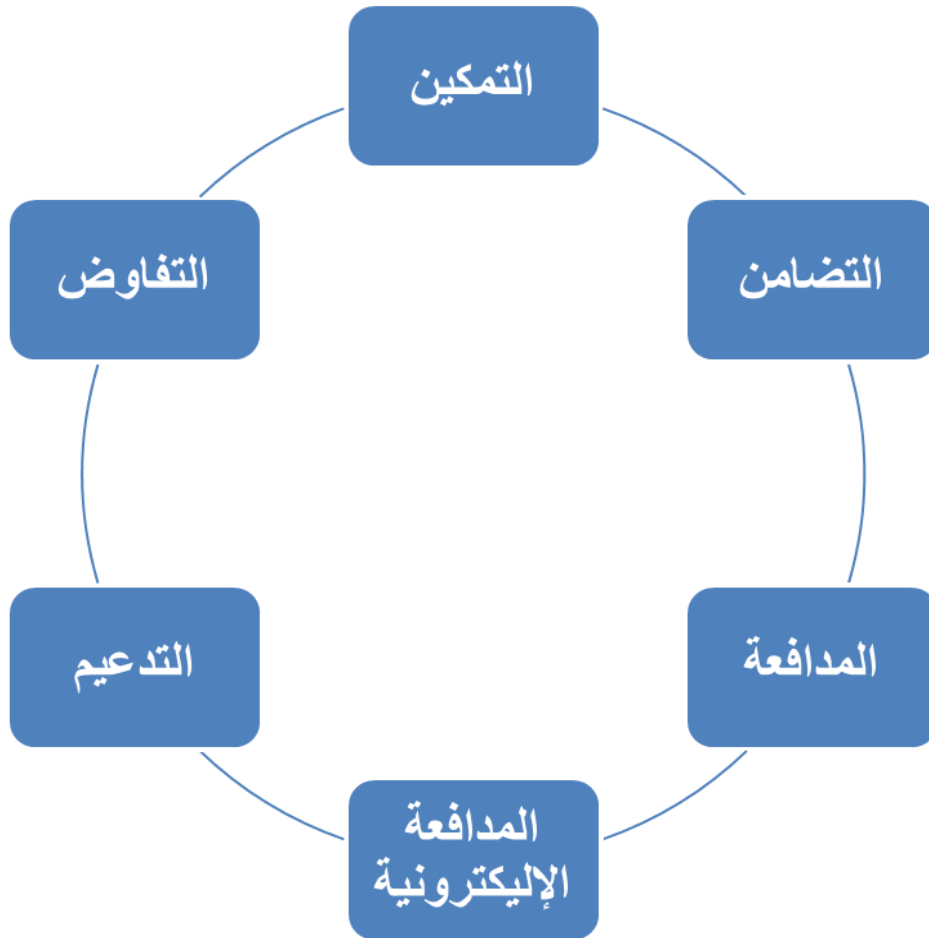 التمكين
التضامن
المدافعة
المدافعة
الإليكترونية
التدعيم
التفاوض